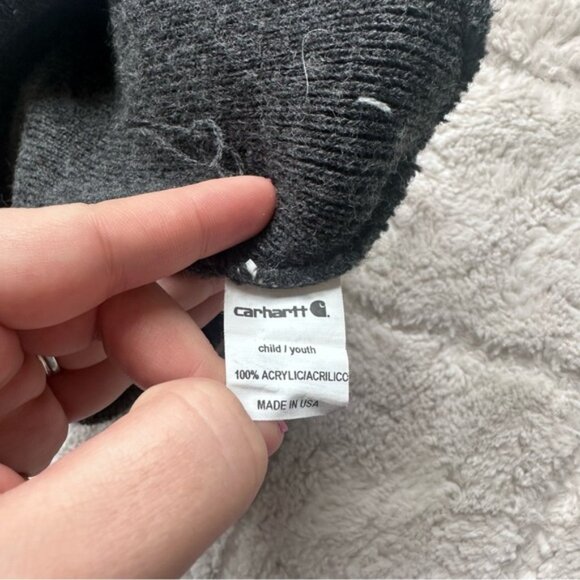 carhartt
child / youth
100% ACRYLIC/ACRILICO
MADE IN USA